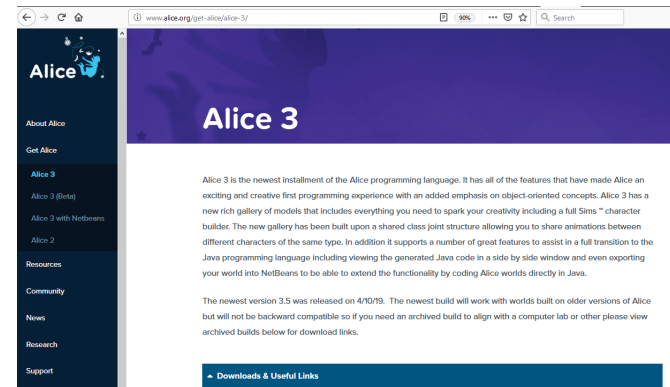 www.alice.org/get-alice/alice-3/
90%
Search
Alice
About Alice
Get Alice
Alice 3
Alice 3 (Beta)
Alice 3 with Netbeans
Alice 2
Resources
Community
News
Research
Support
Alice 3
Alice 3 is the newest installment of the Alice programming language. It has all of the features that have made Alice an
exciting and creative first programming experience with an added emphasis on object-oriented concepts. Alice 3 has a
new rich gallery of models that includes everything you need to spark your creativity including a full Sims ™ character
builder. The new gallery has been built upon a shared class joint structure allowing you to share animations between
different characters of the same type. In addition it supports a number of great features to assist in a full transition to the
Java programming language including viewing the generated Java code in a side by side window and even exporting
your world into NetBeans to be able to extend the functionality by coding Alice worlds directly in Java.
The newest version 3.5 was released on 4/10/19. The newest build will work with worlds built on older versions of Alice
but will not be backward compatible so if you need an archived build to align with a computer lab or other please view
archived builds below for download links.
Downloads & Useful Links